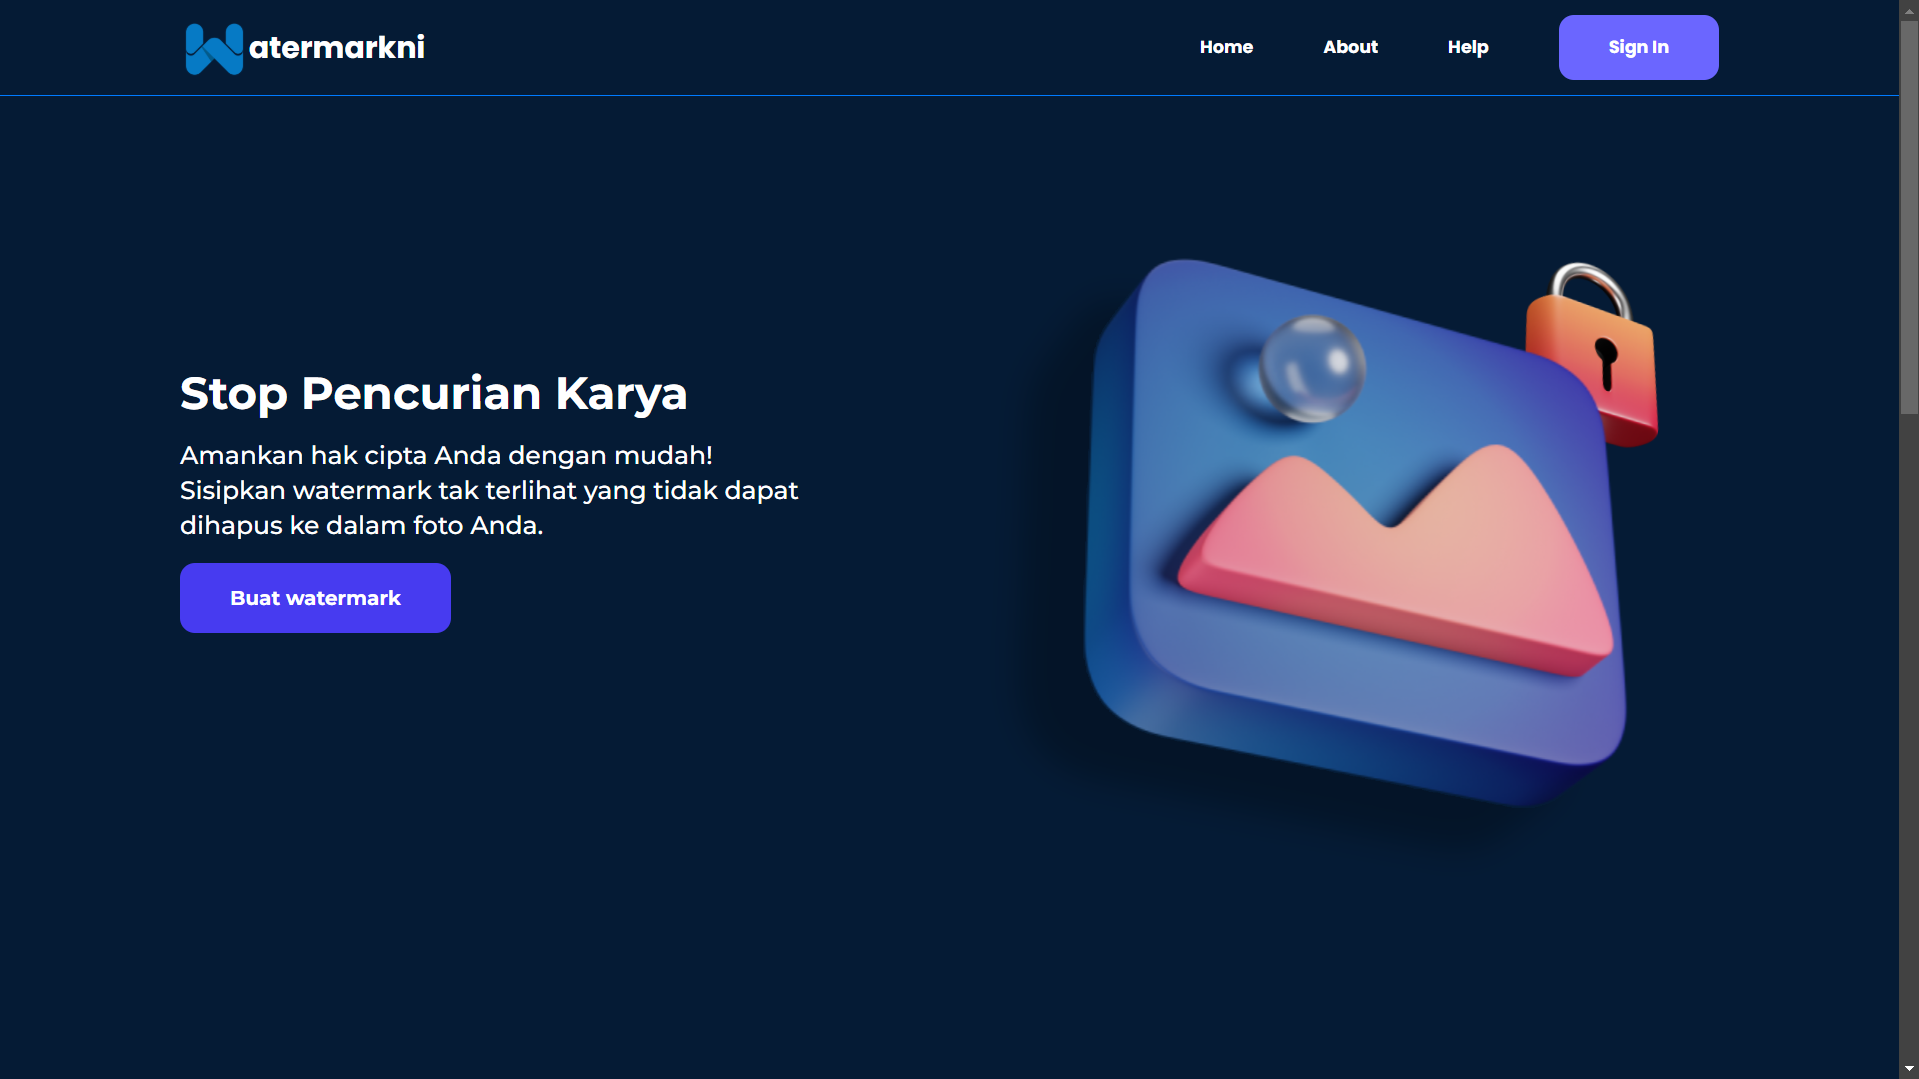 Watermarkni
Home
About
Help
Sign In
Stop Pencurian Karya
Amankan hak cipta Anda dengan mudah!
Sisipkan watermark tak terlihat yang tidak dapat
dihapus ke dalam foto Anda.
Buat watermark